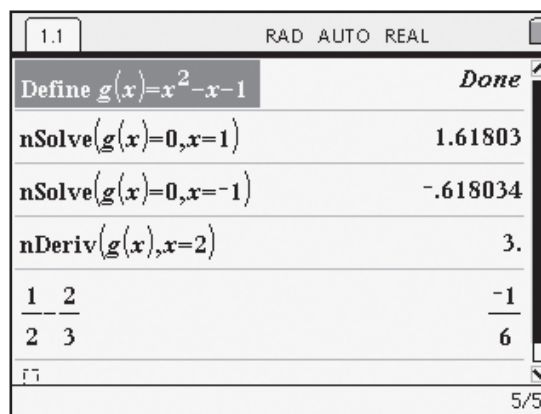 1.1 RAD AUTO REAL
Define g(x)=x²-x-1 Done
nSolve(g(x)=0,x=1) 1.61803
nSolve(g(x)=0,x=⁻1) ⁻.618034
nDeriv(g(x),x=2) 3.
1/2-2/3 ⁻1/6
5/5